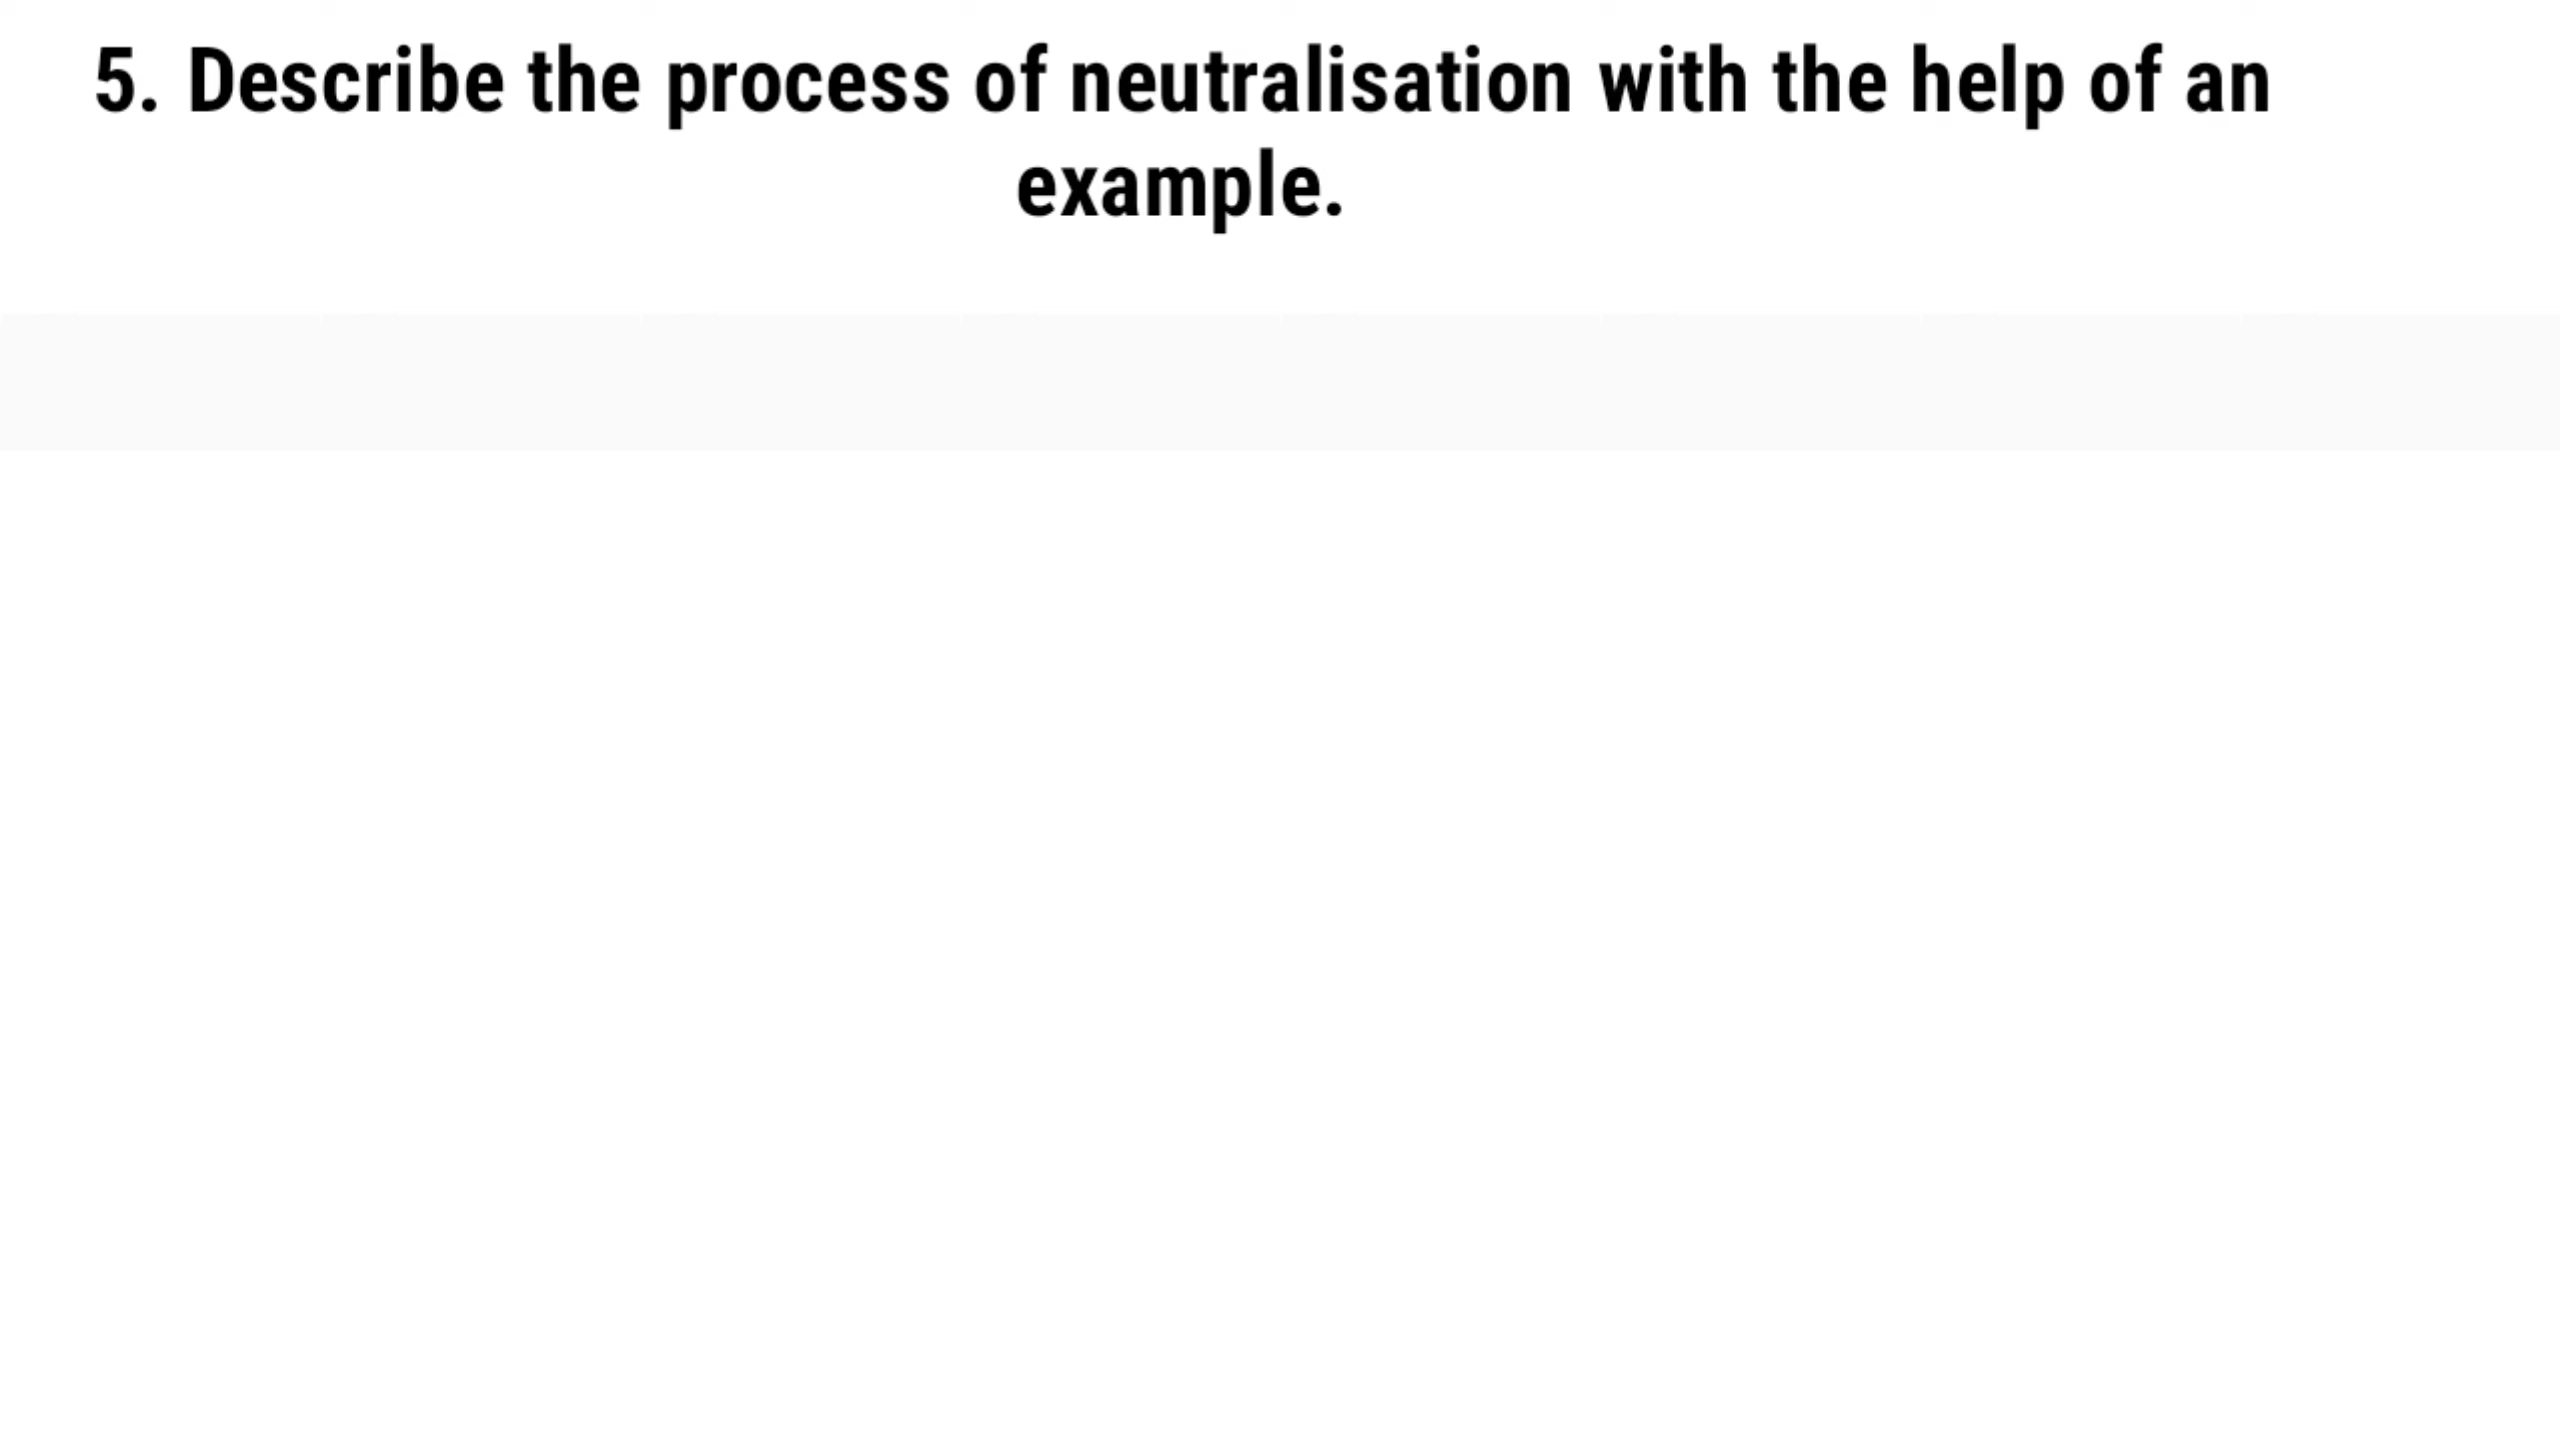 5. Describe the process of neutralisation with the help of an
example.